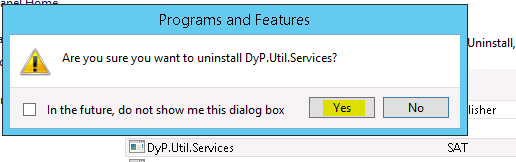 Home
Programs and Features
Are you sure you want to uninstall DyP.Util.Services?
Uninstall,
In the future, do not show me this dialog box
Yes
No
lisher
DyP.Util.Services
SAT